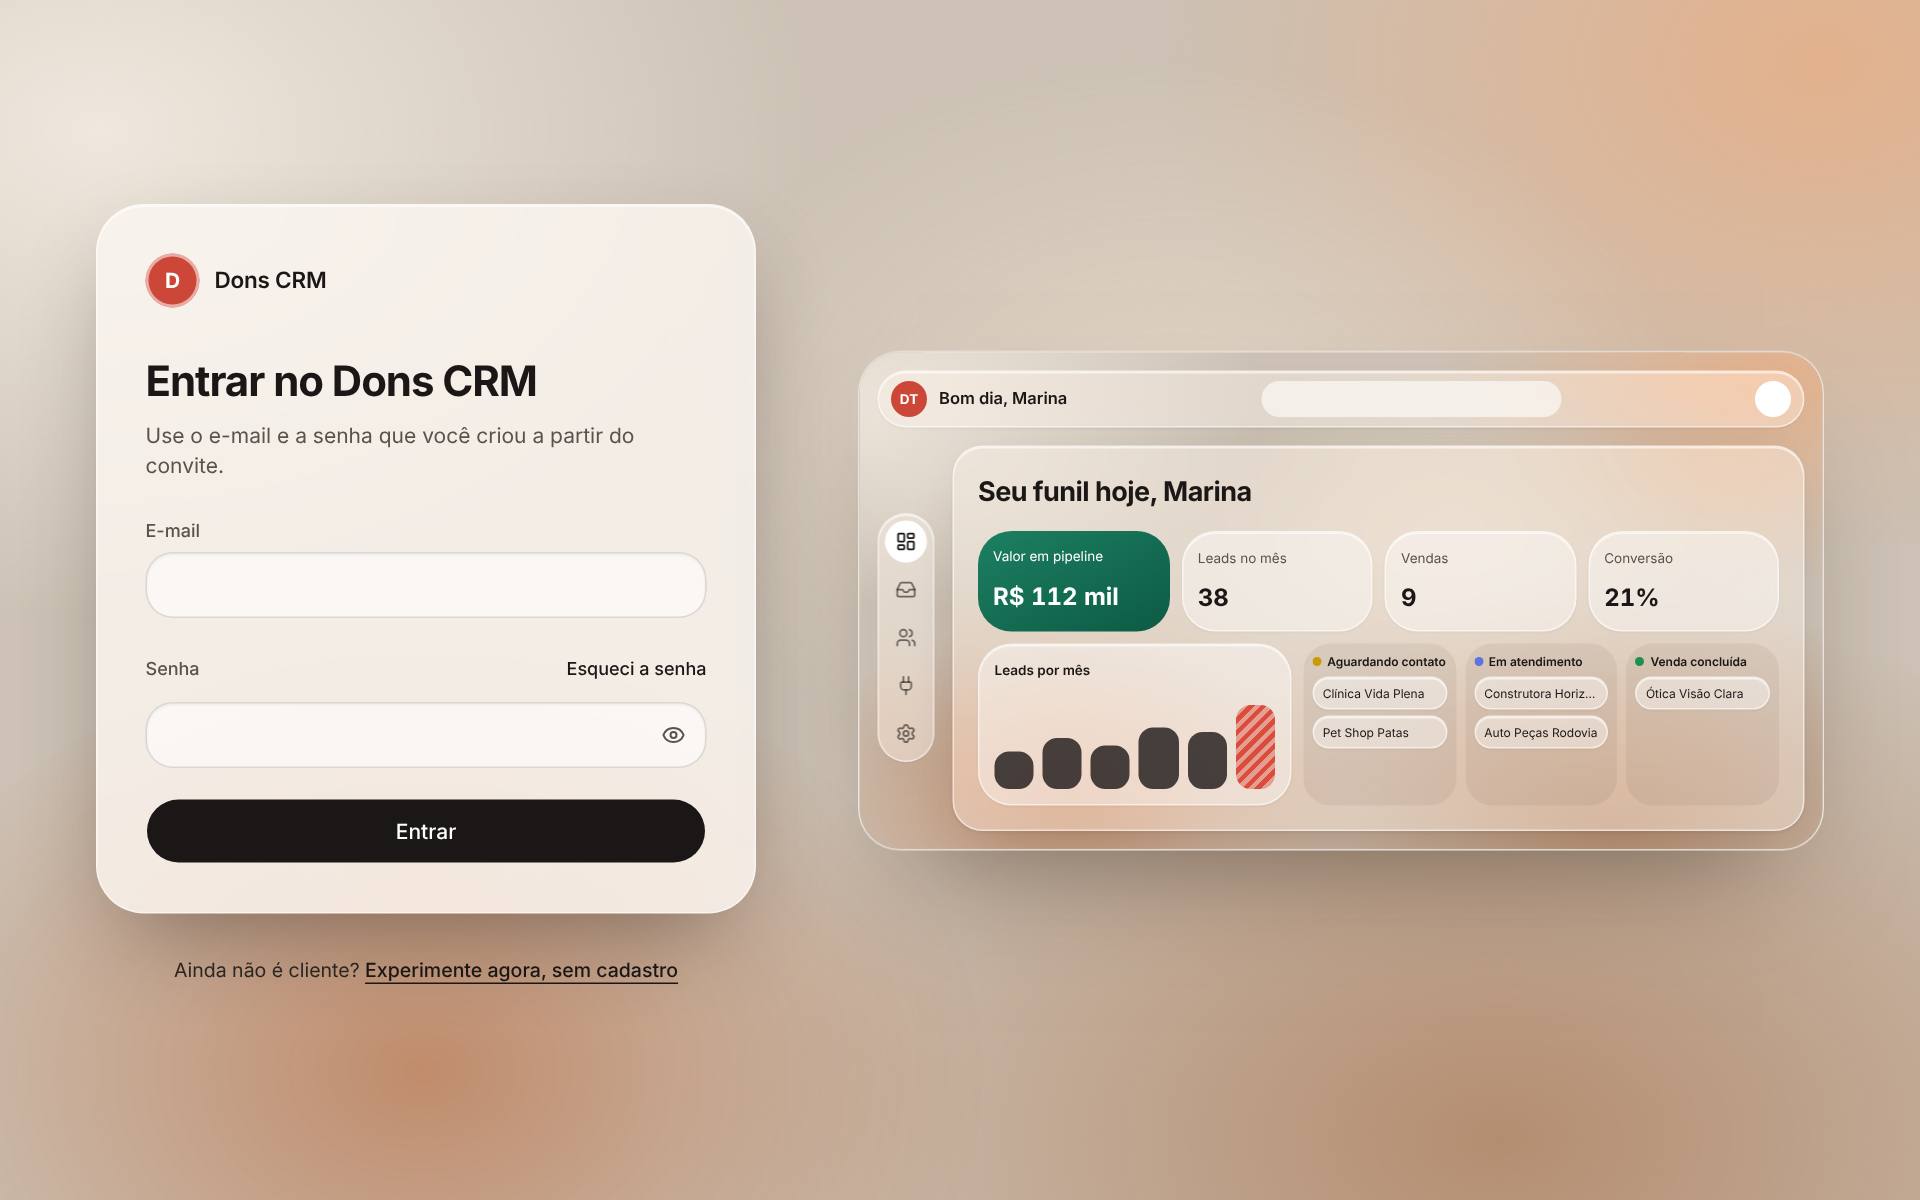 D
Dons CRM
Entrar no Dons CRM
Use o e-mail e a senha que você criou a partir do
convite.
E-mail
Senha
Esqueci a senha
Entrar
Ainda não é cliente? Experimente agora, sem cadastro
DT
Bom dia, Marina
Seu funil hoje, Marina
Valor em pipeline
R$ 112 mil
Leads no mês
38
Vendas
9
Conversão
21%
Leads por mês
Aguardando contato
Clínica Vida Plena
Pet Shop Patas
Em atendimento
Construtora Horiz...
Auto Peças Rodovia
Venda concluída
Ótica Visão Clara